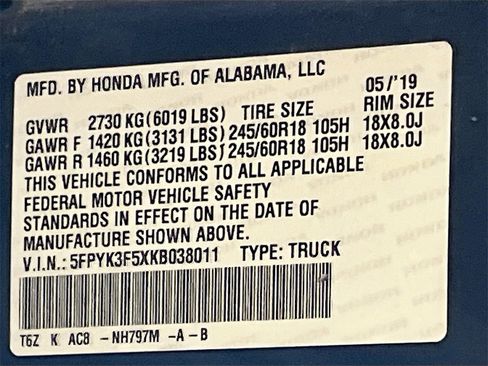 MFD. BY HONDA MFG. OF ALABAMA, LLC
05/'19
GVWR 2730 KG(6019 LBS) TIRE SIZE RIM SIZE
GAWR F 1420 KG(3131 LBS) 245/60R18 105H 18X8.0J
GAWR R 1460 KG(3219 LBS) 245/60R18 105H 18X8.0J
THIS VEHICLE CONFORMS TO ALL APPLICABLE
FEDERAL MOTOR VEHICLE SAFETY
STANDARDS IN EFFECT ON THE DATE OF
MANUFACTURE SHOWN ABOVE.
V.I.N.: 5FPYK3F5XKB038011 TYPE: TRUCK
T6Z K AC8 -NH797M -A-B